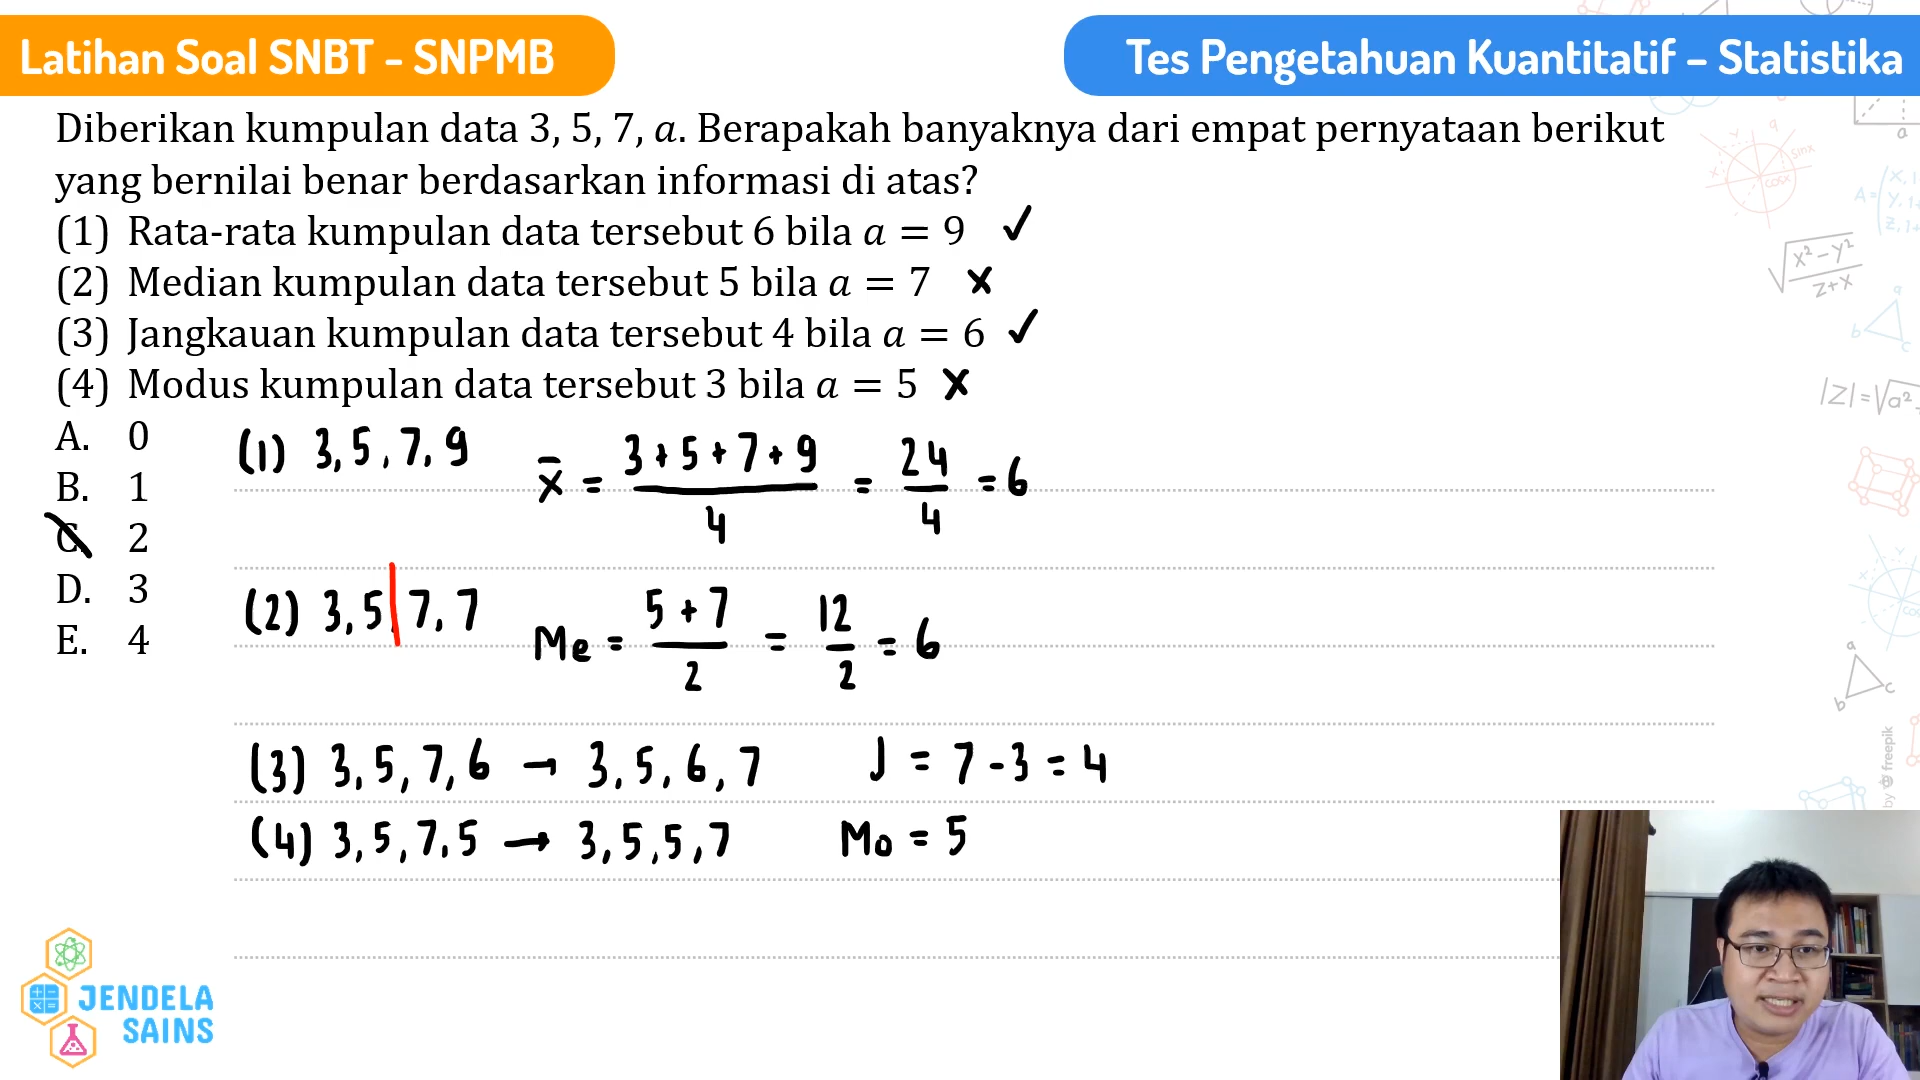 Latihan Soal SNBT - SNPMB
Tes Pengetahuan Kuantitatif – Statistika
Diberikan kumpulan data 3, 5, 7, a. Berapakah banyaknya dari empat pernyataan berikut
yang bernilai benar berdasarkan informasi di atas?
(1) Rata-rata kumpulan data tersebut 6 bila a = 9 ✓
(2) Median kumpulan data tersebut 5 bila a = 7 ✗
(3) Jangkauan kumpulan data tersebut 4 bila a = 6 ✓
(4) Modus kumpulan data tersebut 3 bila a = 5 ✗
A. 0
B. 1
C. 2
D. 3
E. 4
(1) 3, 5, 7, 9 x̄ = (3 + 5 + 7 + 9)/4 = 24/4 = 6
(2) 3, 5, 7, 7 Me = (5 + 7)/2 = 12/2 = 6
(3) 3, 5, 7, 6 → 3, 5, 6, 7 J = 7 - 3 = 4
(4) 3, 5, 7, 5 → 3, 5, 5, 7 Mo = 5
JENDELA
SAINS
by freepik